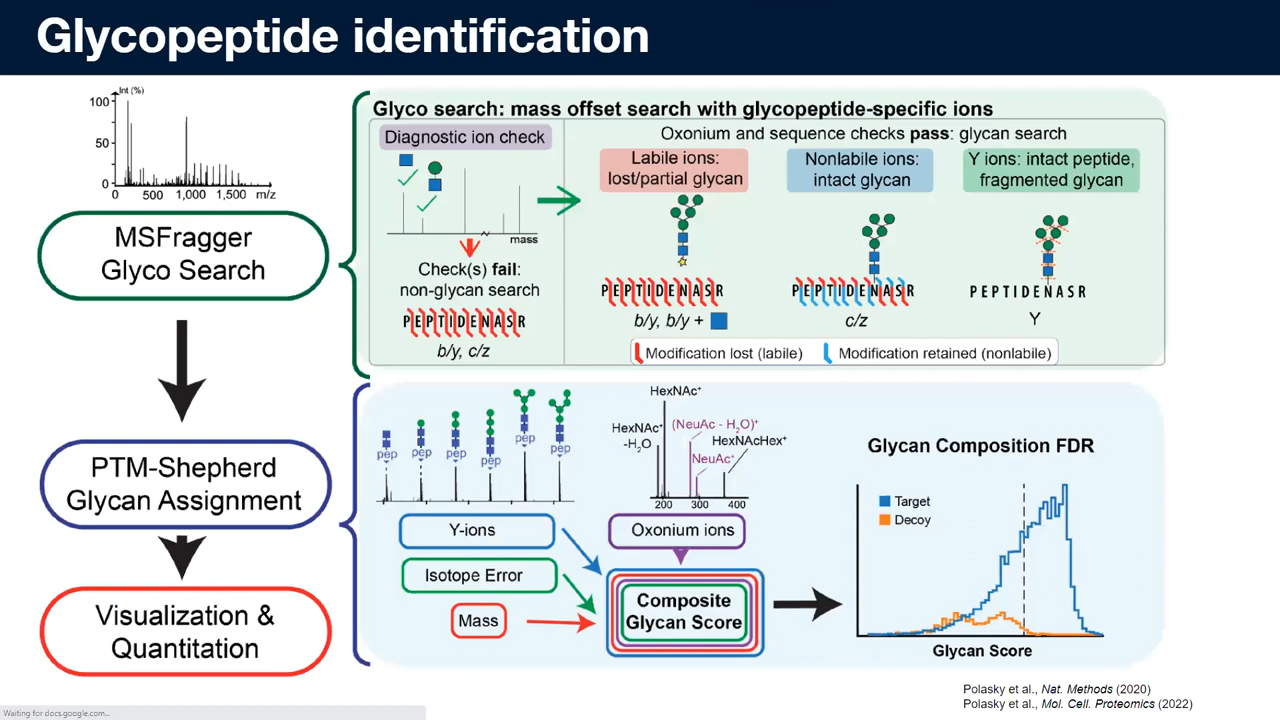 Glycopeptide identification
Int (%)
100
50
0
0 500 1,000 1,500 m/z
MSFragger
Glyco Search
PTM-Shepherd
Glycan Assignment
Visualization &
Quantitation
Glyco search: mass offset search with glycopeptide-specific ions
Diagnostic ion check
mass
Check(s) fail:
non-glycan search
PEPTIDENASR
b/y, c/z
Oxonium and sequence checks pass: glycan search
Labile ions:
lost/partial glycan
PEPTIDENASR
b/y, b/y +
Nonlabile ions:
intact glycan
PEPTIDENASR
c/z
Y ions: intact peptide,
fragmented glycan
PEPTIDENASR
Y
Modification lost (labile)
Modification retained (nonlabile)
pep pep pep pep pep pep
HexNAc⁺
HexNAc⁺
-H₂O
(NeuAc - H₂O)⁺
HexNAcHex⁺
NeuAc⁺
200 300 400
Y-ions
Oxonium ions
Isotope Error
Mass
Composite
Glycan Score
Glycan Composition FDR
Target
Decoy
Glycan Score
Polasky et al., Nat. Methods (2020)
Polasky et al., Mol. Cell. Proteomics (2022)
Waiting for docs.google.com...